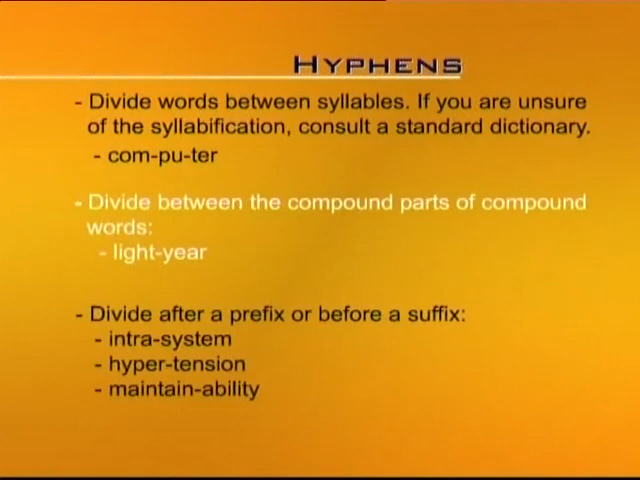 HYPHENS
- Divide words between syllables. If you are unsure
of the syllabification, consult a standard dictionary.
- com-pu-ter
- Divide between the compound parts of compound
words:
- light-year
- Divide after a prefix or before a suffix:
- intra-system
- hyper-tension
- maintain-ability